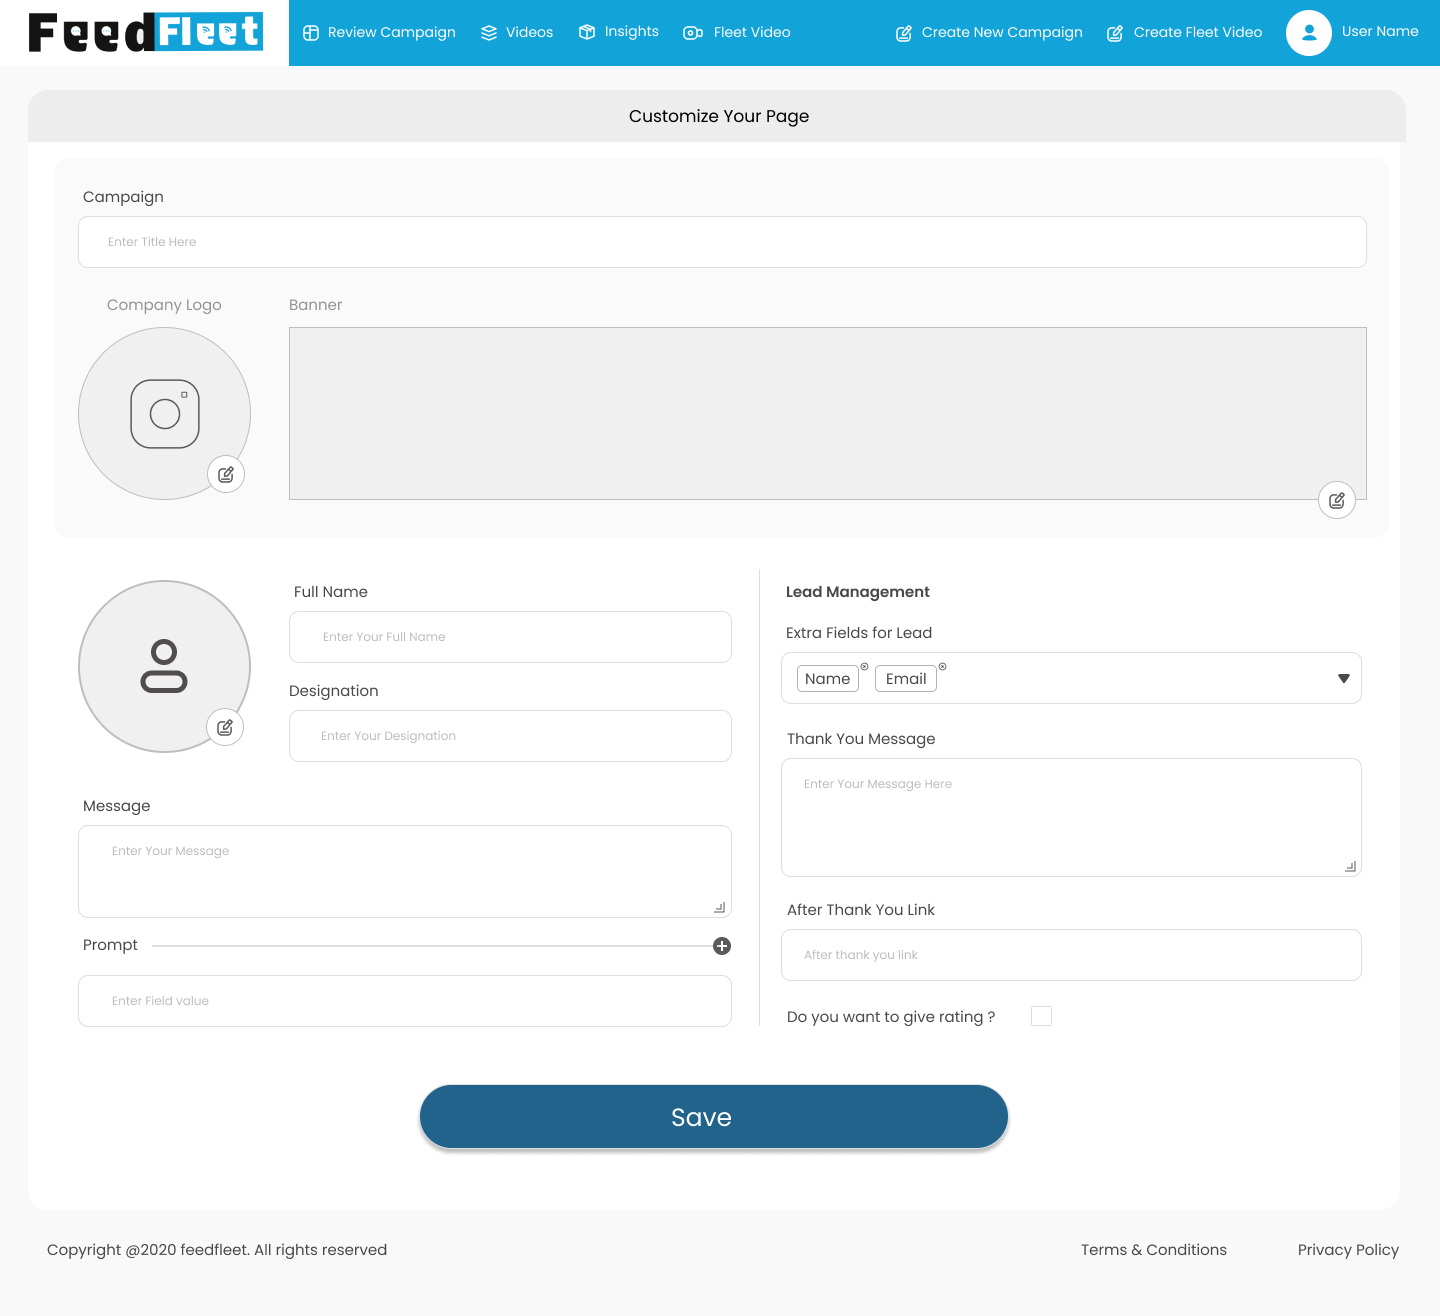 FeedFleet
Review Campaign
Videos
Insights
Fleet Video
Create New Campaign
Create Fleet Video
User Name
Customize Your Page
Campaign
Enter Title Here
Company Logo
Banner
Full Name
Enter Your Full Name
Designation
Enter Your Designation
Message
Enter Your Message
Prompt
Enter Field value
Lead Management
Extra Fields for Lead
Name
Email
Thank You Message
Enter Your Message Here
After Thank You Link
After thank you link
Do you want to give rating ?
Save
Copyright @2020 feedfleet. All rights reserved
Terms & Conditions
Privacy Policy